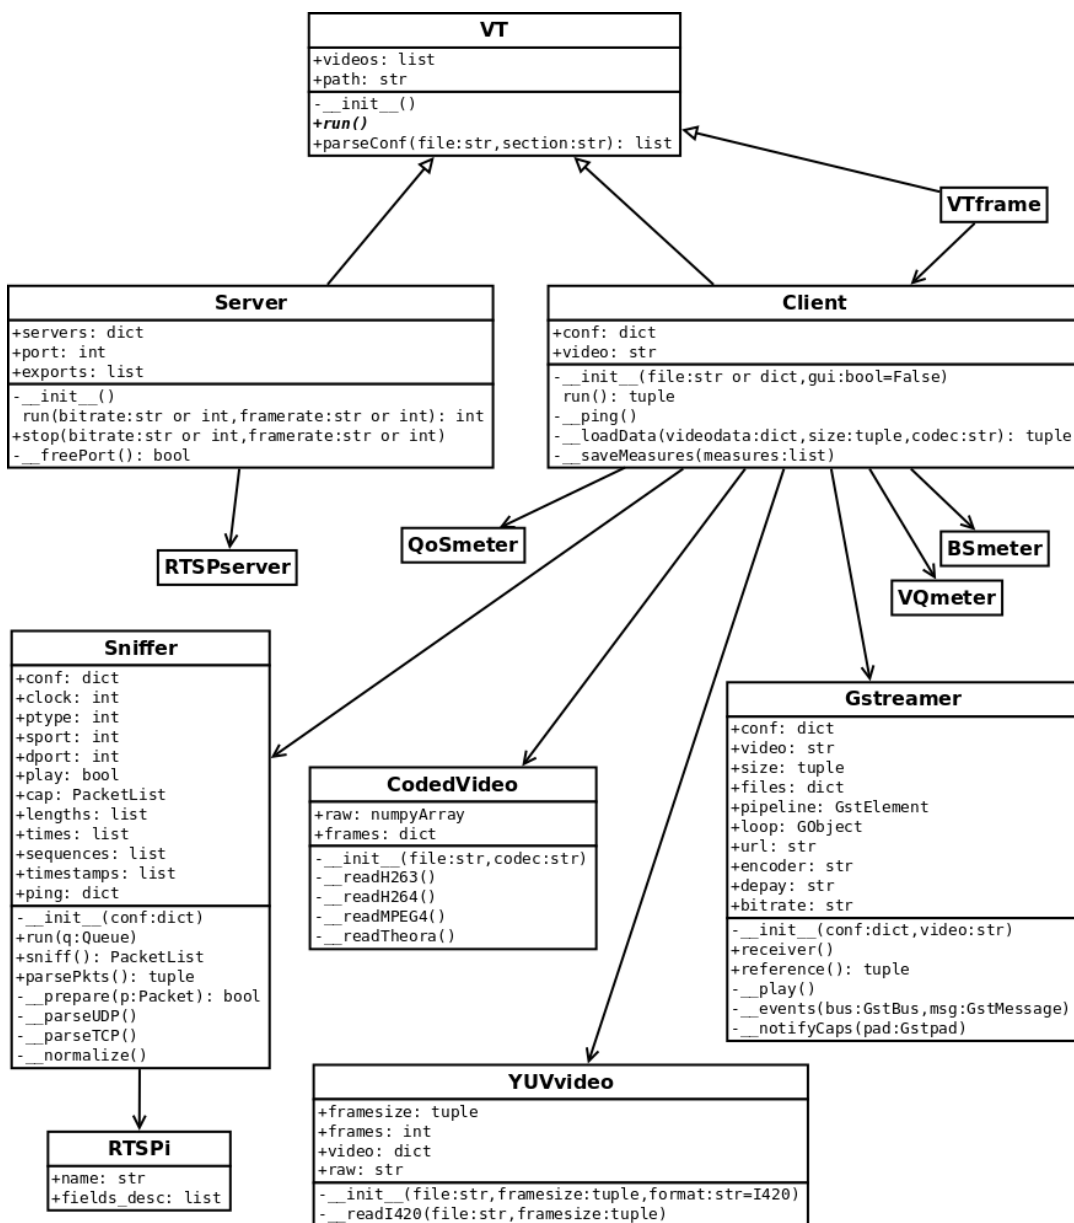 VT
+videos: list
+path: str
-__init__()
+run()
+parseConf(file:str,section:str): list
VTframe
Server
+servers: dict
+port: int
+exports: list
-__init__()
run(bitrate:str or int,framerate:str or int): int
+stop(bitrate:str or int,framerate:str or int)
-__freePort(): bool
Client
+conf: dict
+video: str
-__init__(file:str or dict,gui:bool=False)
run(): tuple
-__ping()
-__loadData(videodata:dict,size:tuple,codec:str): tuple
-__saveMeasures(measures:list)
RTSPserver
QoSmeter
BSmeter
VQmeter
Sniffer
+conf: dict
+clock: int
+ptype: int
+sport: int
+dport: int
+play: bool
+cap: PacketList
+lengths: list
+times: list
+sequences: list
+timestamps: list
+ping: dict
-__init__(conf:dict)
+run(q:Queue)
+sniff(): PacketList
+parsePkts(): tuple
-__prepare(p:Packet): bool
-__parseUDP()
-__parseTCP()
-__normalize()
CodedVideo
+raw: numpyArray
+frames: dict
-__init__(file:str,codec:str)
-__readH263()
-__readH264()
-__readMPEG4()
-__readTheora()
Gstreamer
+conf: dict
+video: str
+size: tuple
+files: dict
+pipeline: GstElement
+loop: GObject
+url: str
+encoder: str
+depay: str
+bitrate: str
-__init__(conf:dict,video:str)
+receiver()
+reference(): tuple
-__play()
-__events(bus:GstBus,msg:GstMessage)
-__notifyCaps(pad:Gstpad)
RTSPi
+name: str
+fields_desc: list
YUVvideo
+framesize: tuple
+frames: int
+video: dict
+raw: str
-__init__(file:str,framesize:tuple,format:str=I420)
-__readI420(file:str,framesize:tuple)